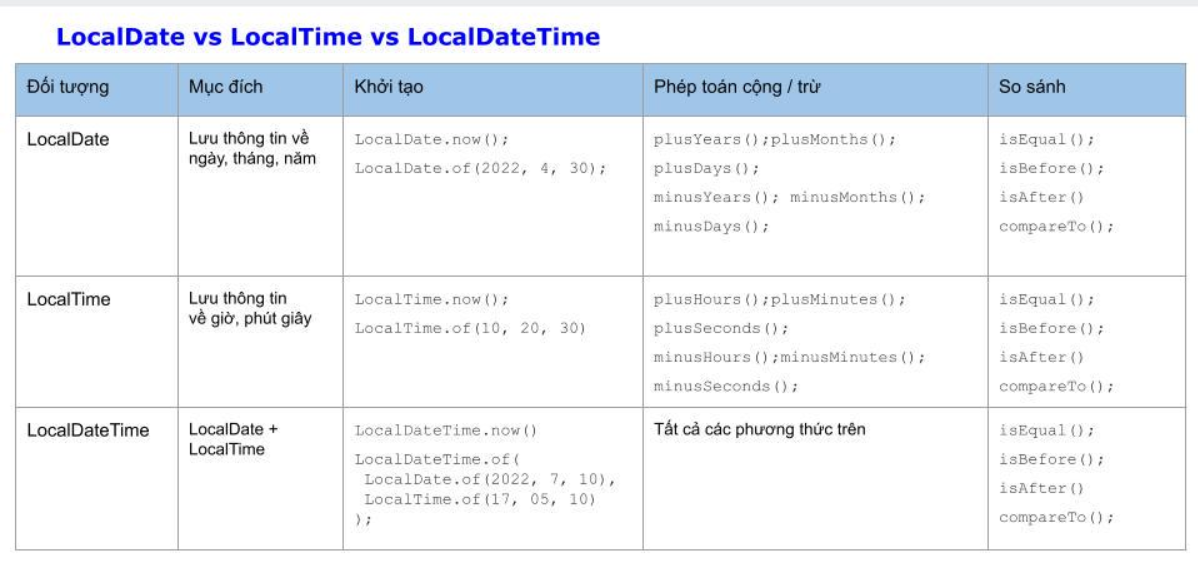 LocalDate vs LocalTime vs LocalDateTime
Đối tượng
Mục đích
Khởi tạo
Phép toán cộng / trừ
So sánh
LocalDate
Lưu thông tin về
ngày, tháng, năm
LocalDate.now();
LocalDate.of(2022, 4, 30);
plusYears();plusMonths();
plusDays();
minusYears(); minusMonths();
minusDays();
isEqual();
isBefore();
isAfter()
compareTo();
LocalTime
Lưu thông tin
về giờ, phút giây
LocalTime.now();
LocalTime.of(10, 20, 30)
plusHours();plusMinutes();
plusSeconds();
minusHours();minusMinutes();
minusSeconds();
isEqual();
isBefore();
isAfter()
compareTo();
LocalDateTime
LocalDate +
LocalTime
LocalDateTime.now()
LocalDateTime.of(
LocalDate.of(2022, 7, 10),
LocalTime.of(17, 05, 10)
);
Tất cả các phương thức trên
isEqual();
isBefore();
isAfter()
compareTo();